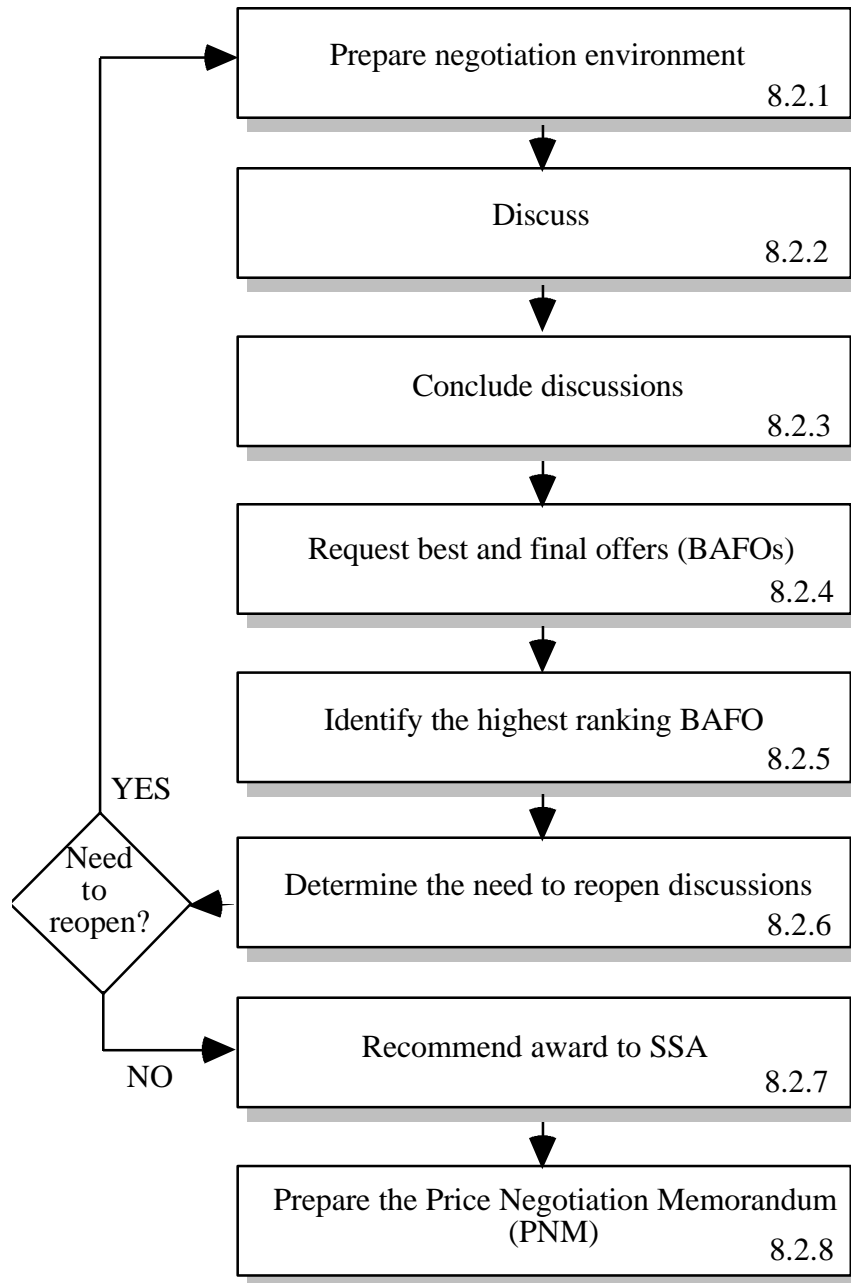 Prepare negotiation environment
8.2.1
Discuss
8.2.2
Conclude discussions
8.2.3
Request best and final offers (BAFOs)
8.2.4
Identify the highest ranking BAFO
8.2.5
YES
Need
to
reopen?
Determine the need to reopen discussions
8.2.6
NO
Recommend award to SSA
8.2.7
Prepare the Price Negotiation Memorandum
(PNM)
8.2.8